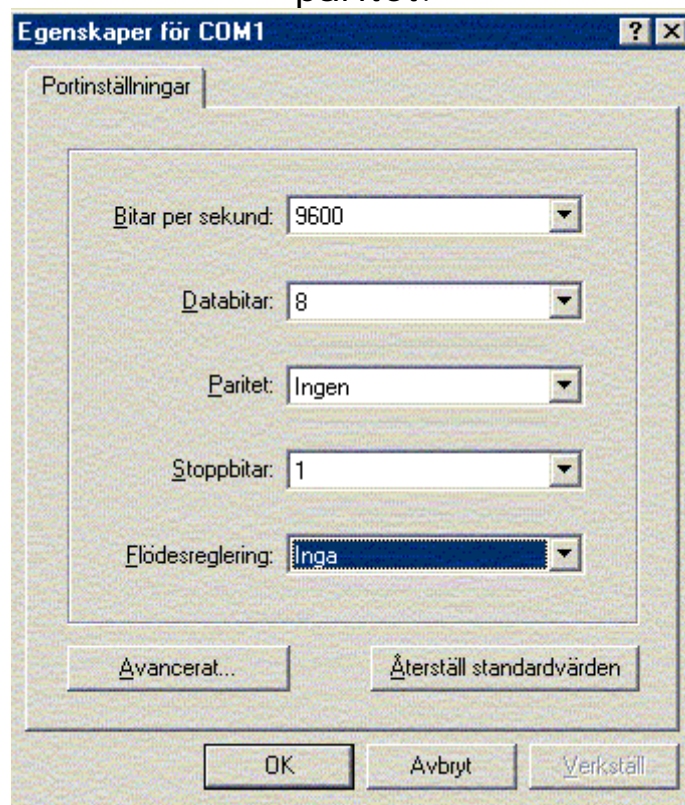 paritet.
Egenskaper för COM1
Portinställningar
Bitar per sekund: 9600
Databitar: 8
Paritet: Ingen
Stoppbitar: 1
Flödesreglering: Inga
Avancerat... Återställ standardvärden
OK Avbryt Verkställ